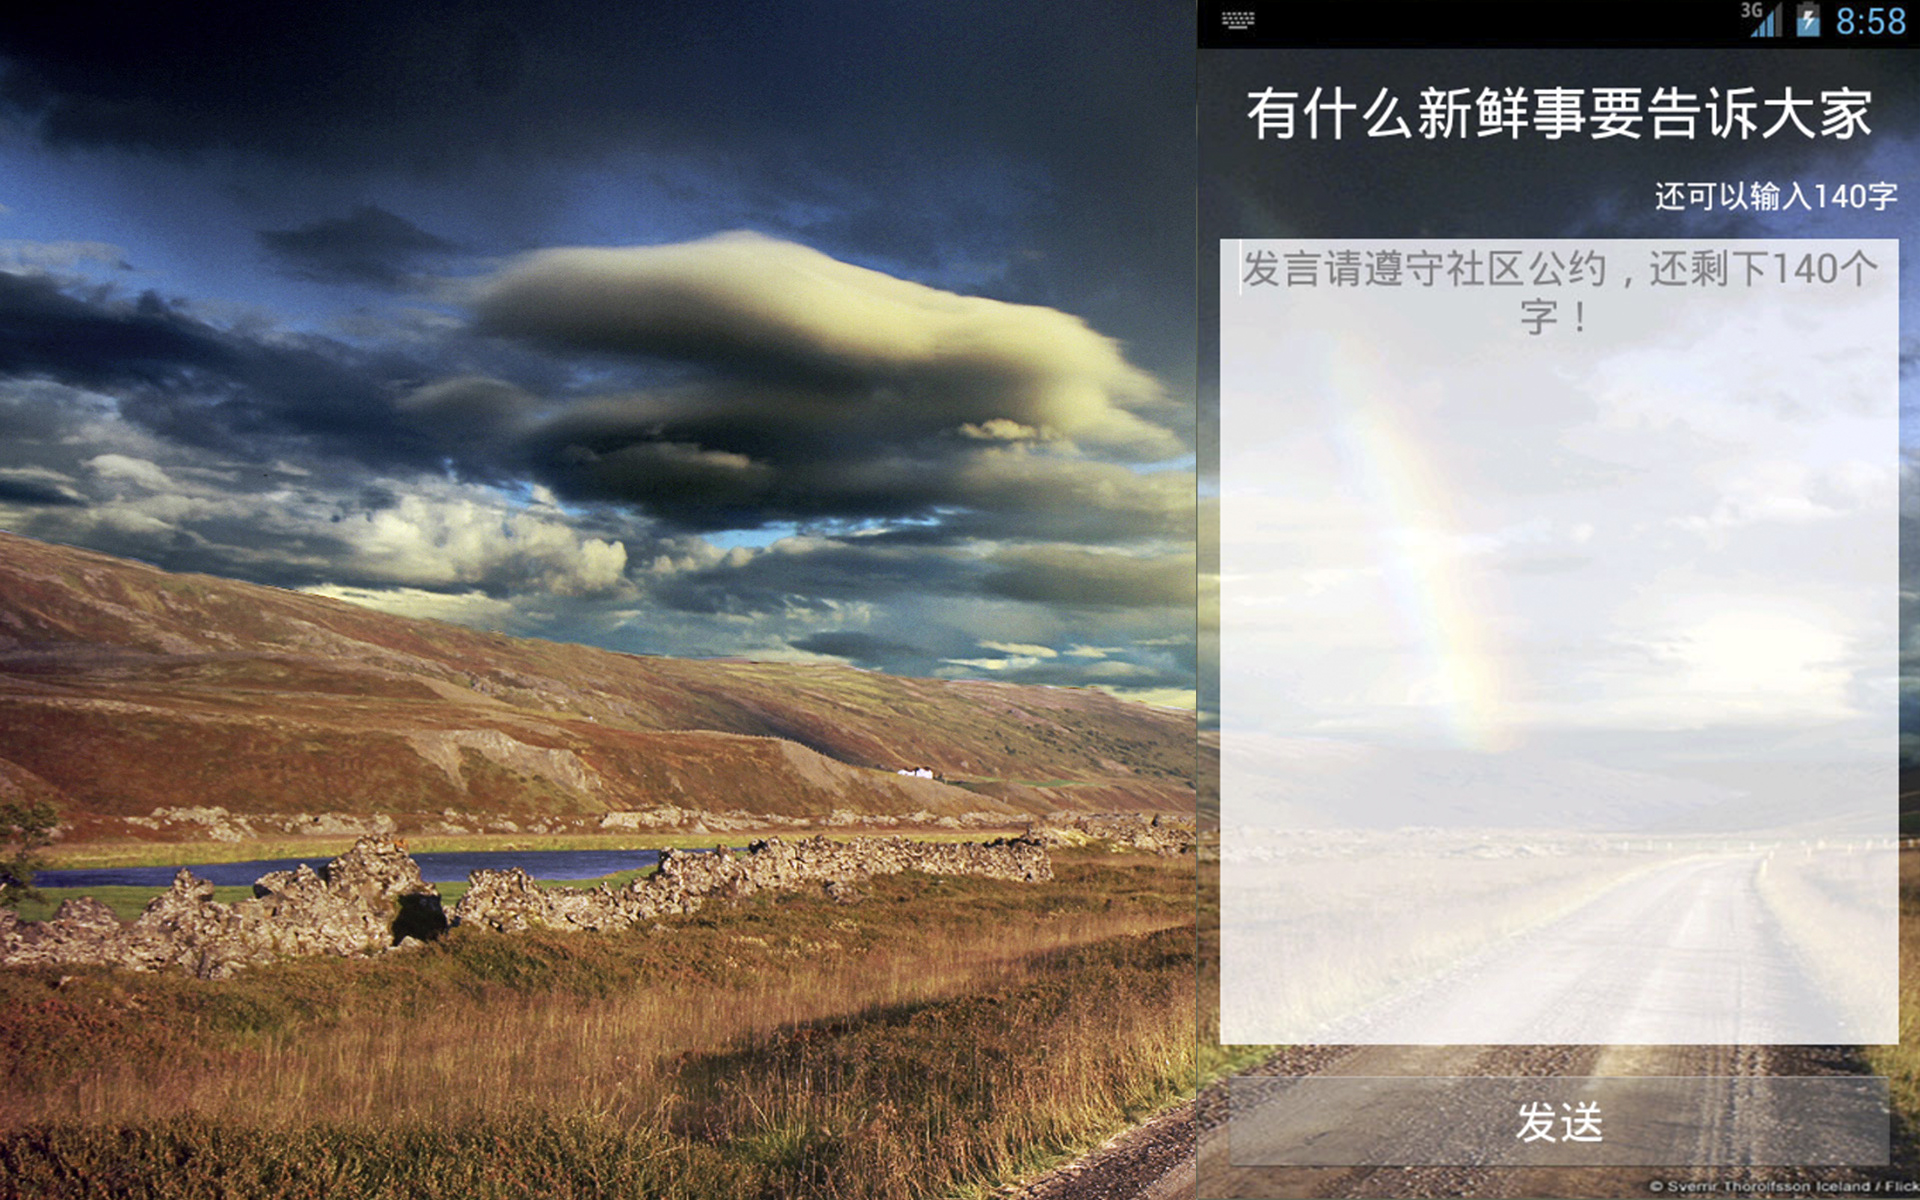 3G 8:58
有什么新鲜事要告诉大家
还可以输入140字
发言请遵守社区公约，还剩下140个
字！
发送
© Sverrir Thorolfsson Iceland / Flick